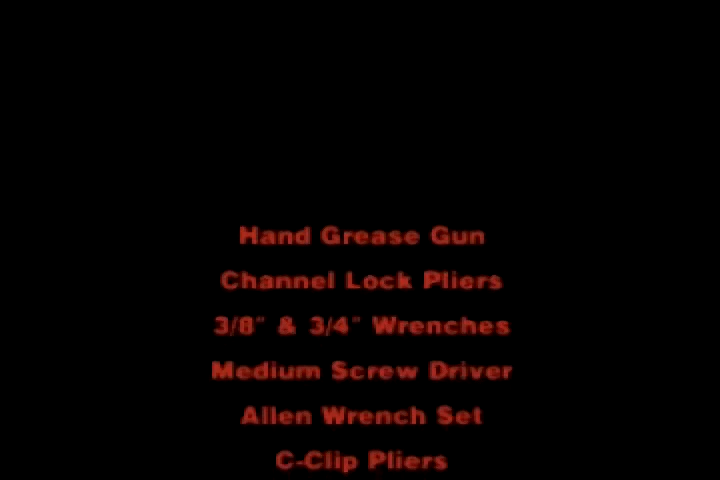 Hand Grease Gun
Channel Lock Pliers
3/8" & 3/4" Wrenches
Medium Screw Driver
Allen Wrench Set
C-Clip Pliers